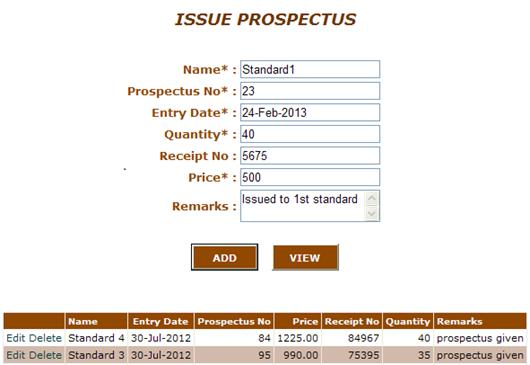 ISSUE PROSPECTUS
Name* : Standard1
Prospectus No* : 23
Entry Date* : 24-Feb-2013
Quantity* : 40
Receipt No : 5675
Price* : 500
Remarks : Issued to 1st standard
ADD VIEW
Name Entry Date Prospectus No Price Receipt No Quantity Remarks
Edit Delete Standard 4 30-Jul-2012 84 1225.00 84967 40 prospectus given
Edit Delete Standard 3 30-Jul-2012 95 990.00 75395 35 prospectus given